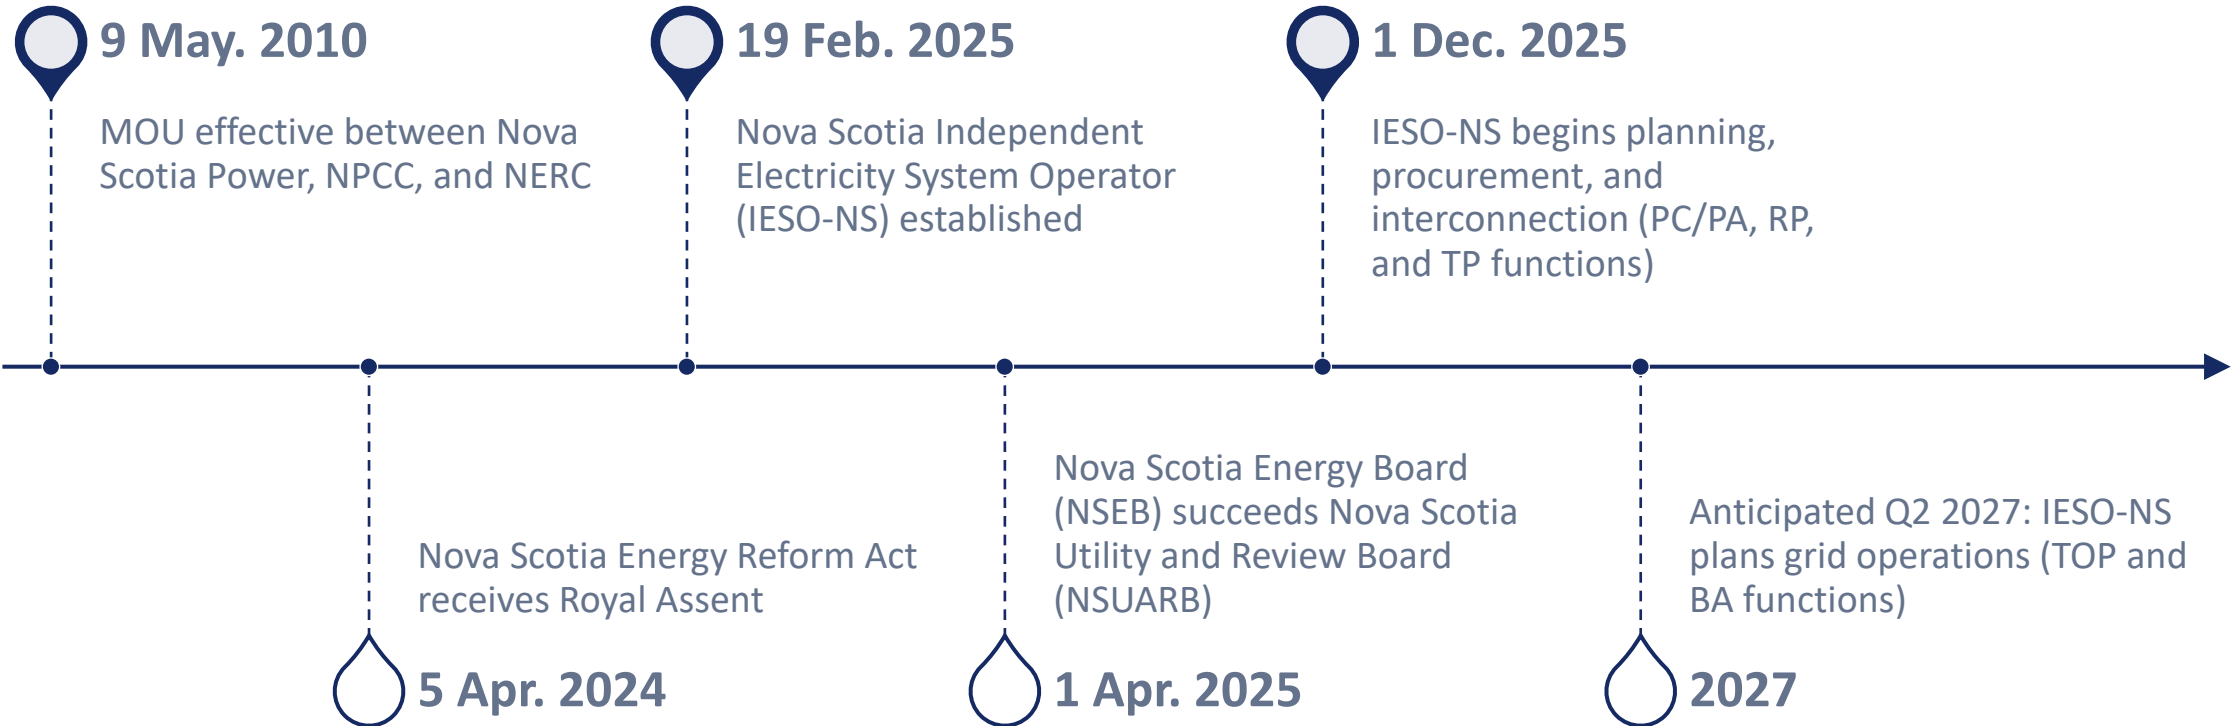 9 May. 2010
MOU effective between Nova
Scotia Power, NPCC, and NERC
5 Apr. 2024
Nova Scotia Energy Reform Act
receives Royal Assent
19 Feb. 2025
Nova Scotia Independent
Electricity System Operator
(IESO-NS) established
1 Apr. 2025
Nova Scotia Energy Board
(NSEB) succeeds Nova Scotia
Utility and Review Board
(NSUARB)
1 Dec. 2025
IESO-NS begins planning,
procurement, and
interconnection (PC/PA, RP,
and TP functions)
2027
Anticipated Q2 2027: IESO-NS
plans grid operations (TOP and
BA functions)